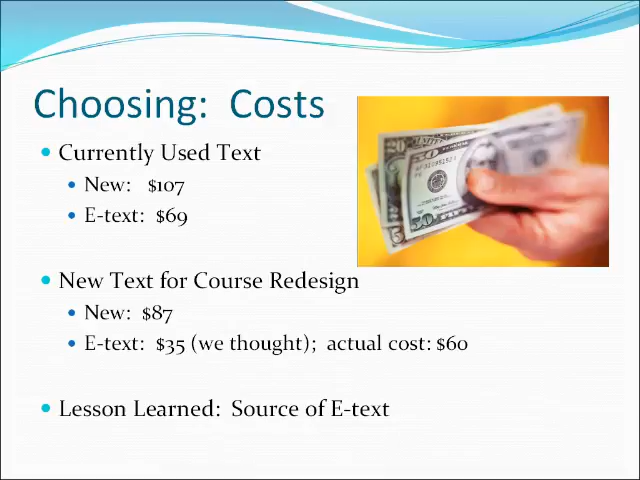 Choosing: Costs
Currently Used Text
New: $107
E-text: $69
New Text for Course Redesign
New: $87
E-text: $35 (we thought); actual cost: $60
Lesson Learned: Source of E-text